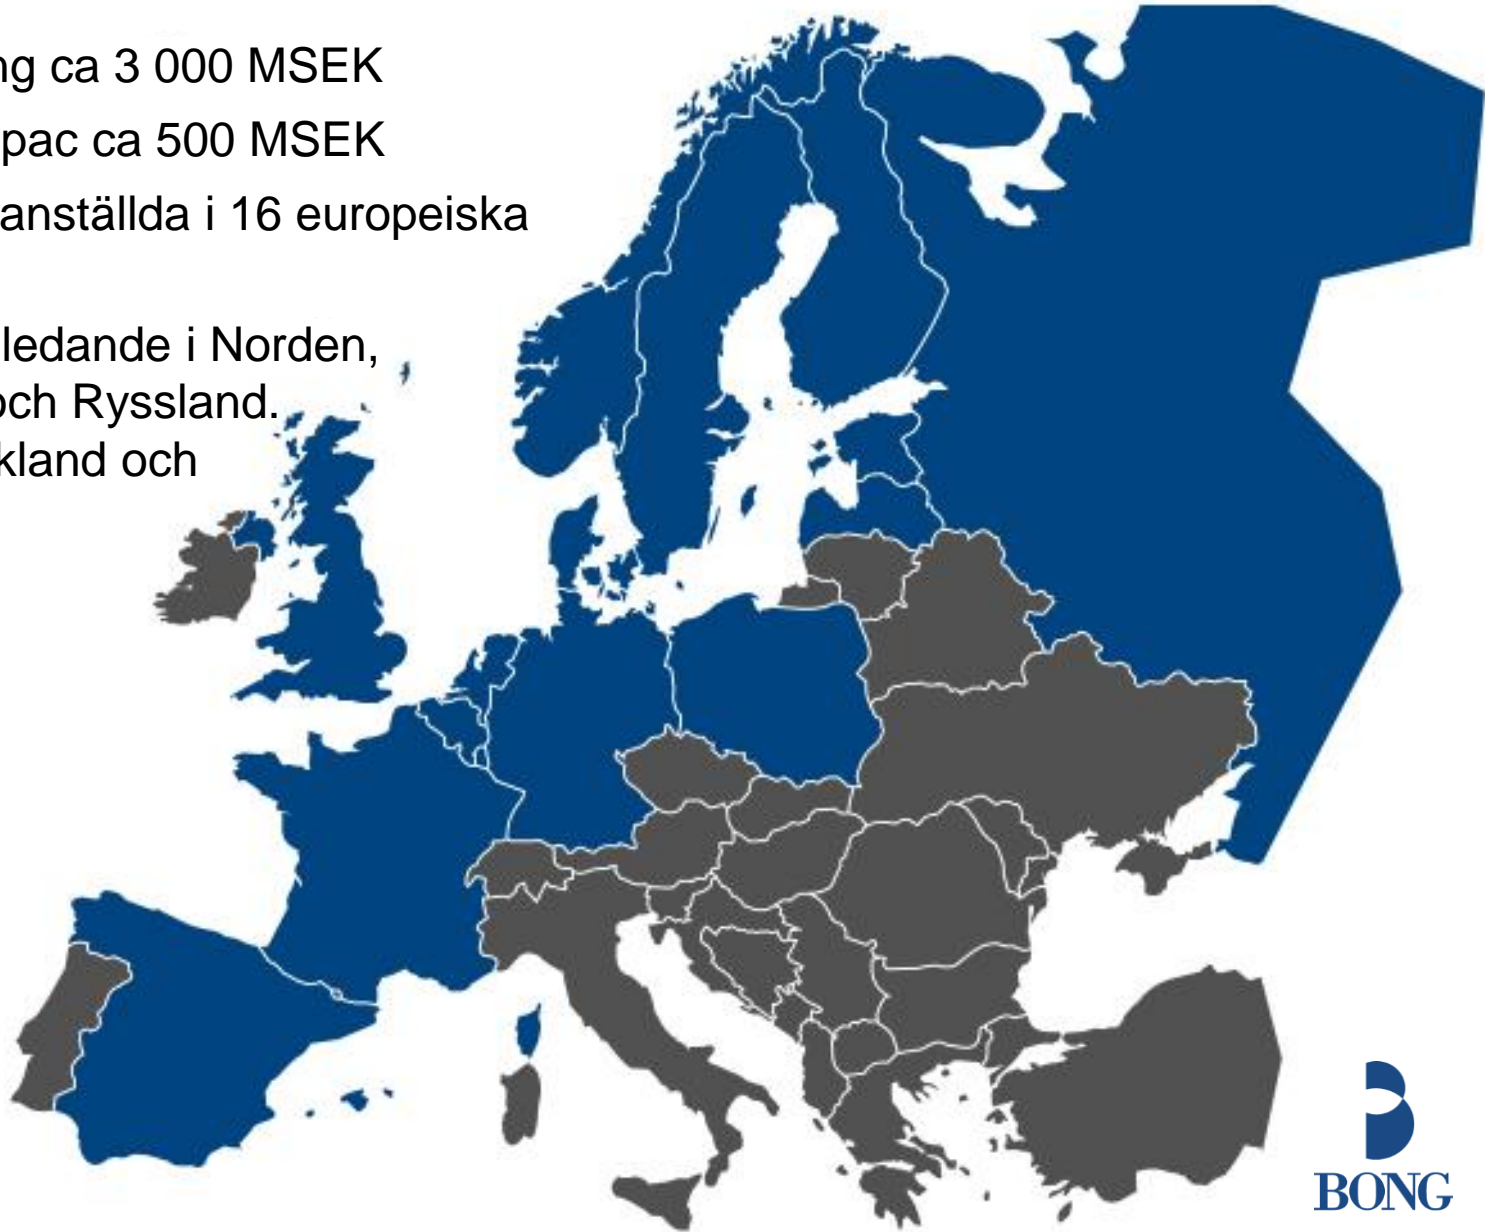 ng ca 3 000 MSEK
pac ca 500 MSEK
anställda i 16 europeiska
ledande i Norden,
och Ryssland.
kland och
BONG